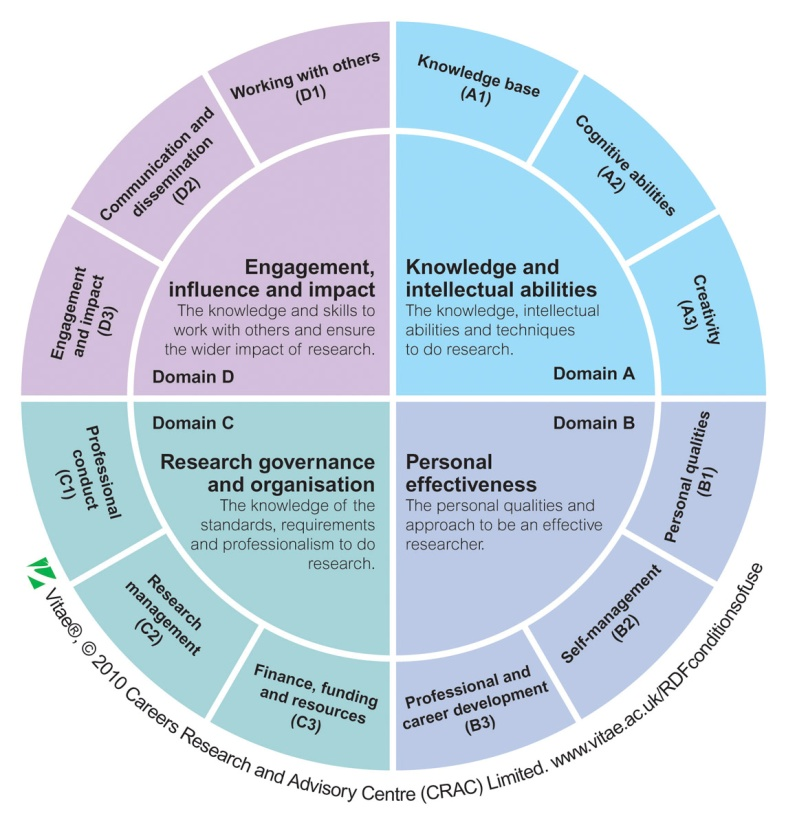 Working with others
(D1)
Knowledge base
(A1)
Communication and
dissemination
(D2)
Cognitive abilities
(A2)
Engagement
and impact
(D3)
Creativity
(A3)
Engagement,
influence and impact
The knowledge and skills to
work with others and ensure
the wider impact of research.
Domain D
Knowledge and
intellectual abilities
The knowledge, intellectual
abilities and techniques
to do research.
Domain A
Domain C
Research governance
and organisation
The knowledge of the
standards, requirements
and professionalism to do
research.
Domain B
Personal
effectiveness
The personal qualities and
approach to be an effective
researcher.
Professional
conduct
(C1)
Personal qualities
(B1)
Research
management
(C2)
Self-management
(B2)
Finance, funding
and resources
(C3)
Professional and
career development
(B3)
Vitae®, © 2010 Careers Research and Advisory Centre (CRAC) Limited. www.vitae.ac.uk/RDFconditionsofuse